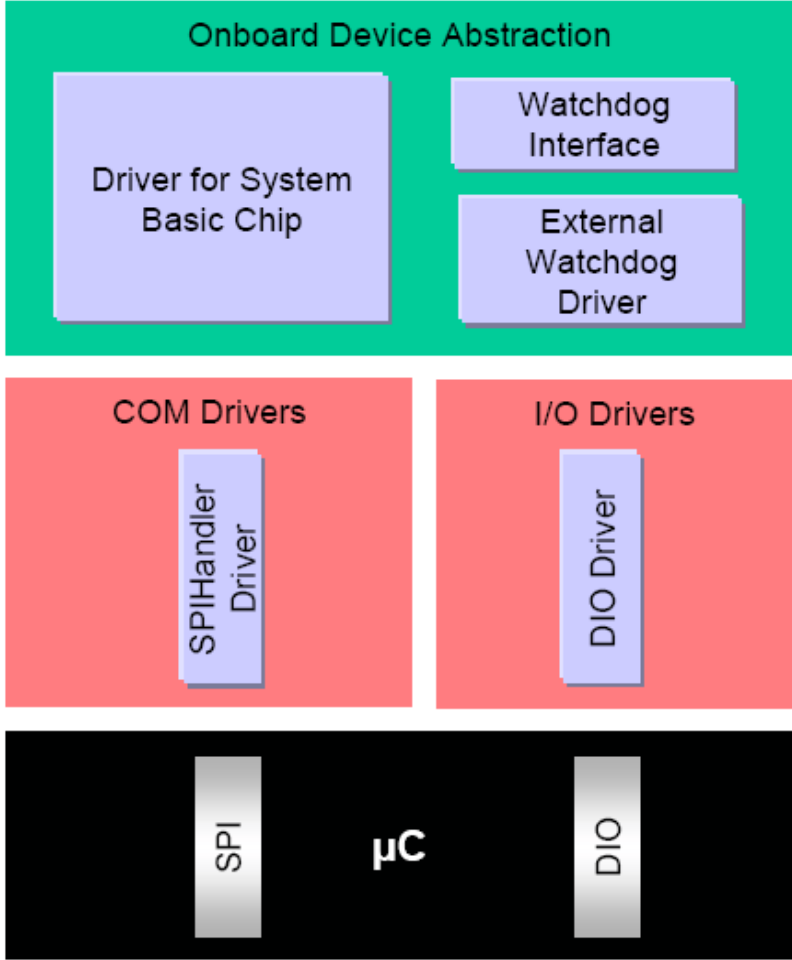 Onboard Device Abstraction
Driver for System
Basic Chip
Watchdog
Interface
External
Watchdog
Driver
COM Drivers
SPIHandler
Driver
I/O Drivers
DIO Driver
SPI
µC
DIO